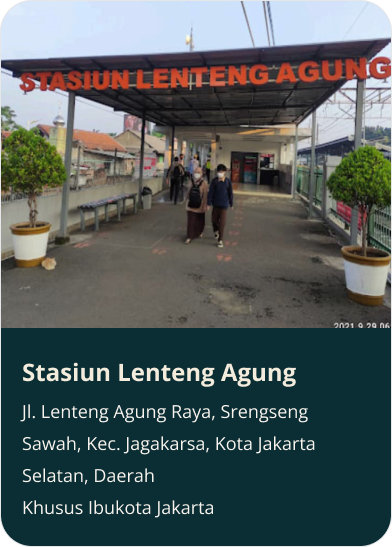 STASIUN LENTENG AGUNG
2021.9.29 06
Stasiun Lenteng Agung
Jl. Lenteng Agung Raya, Srengseng
Sawah, Kec. Jagakarsa, Kota Jakarta
Selatan, Daerah
Khusus Ibukota Jakarta